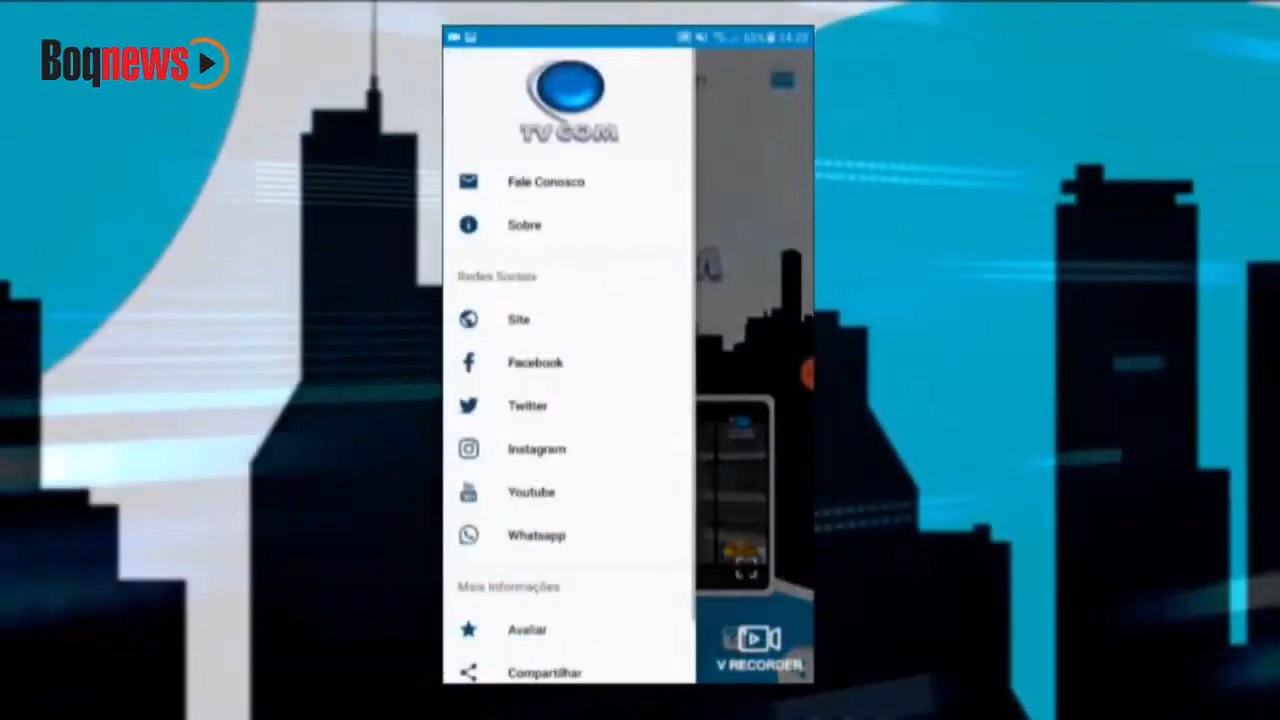 Boqnews
TV COM
Fale Conosco
Sobre
Redes Sociais
Site
Facebook
Twitter
Instagram
Youtube
Whatsapp
Mais Informações
Avaliar
Compartilhar
V RECORDER